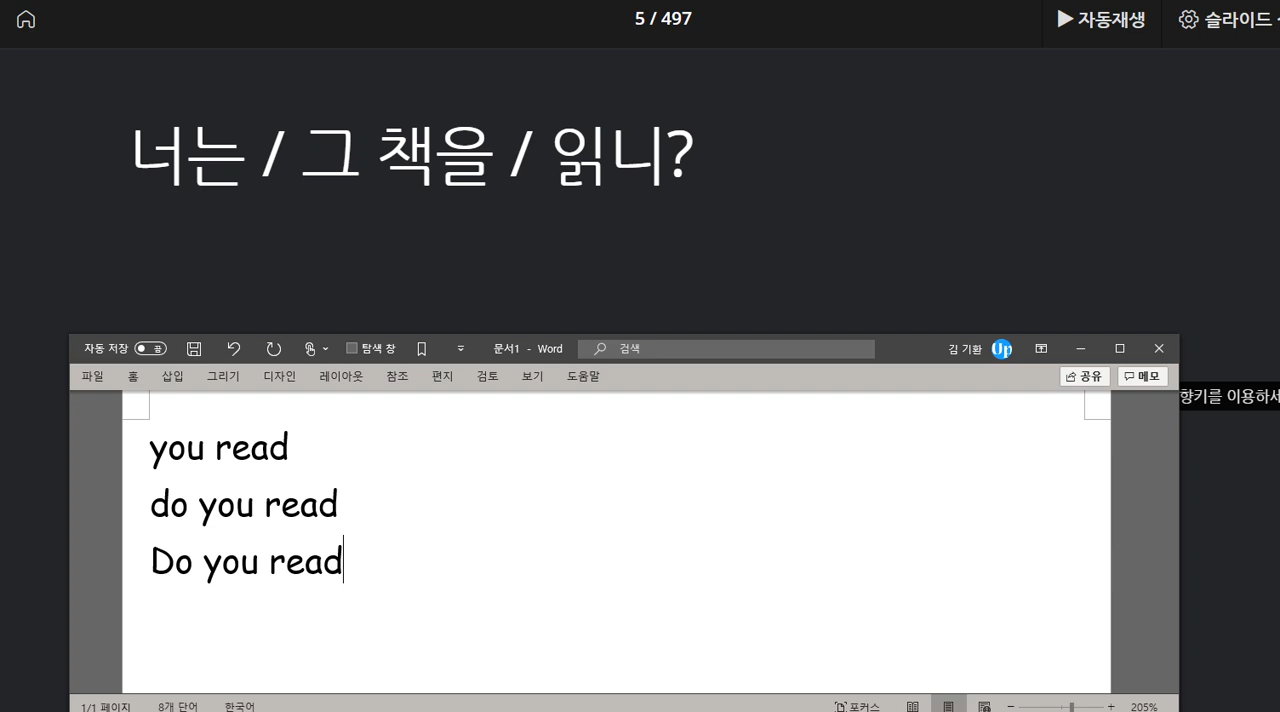 5 / 497
▶ 자동재생
슬라이드
너는 / 그 책을 / 읽니?
자동 저장 끔
탐색 창
문서1 - Word
검색
김 기환
Up
파일 홈 삽입 그리기 디자인 레이아웃 참조 편지 검토 보기 도움말
공유
메모
향키를 이용하세
you read
do you read
Do you read
1/1 페이지 8개 단어 한국어
포커스
205%